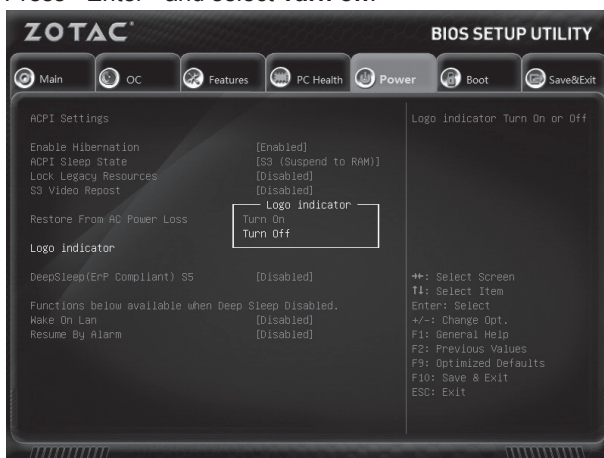 Press <Enter> and select Turn On.
ZOTAC BIOS SETUP UTILITY
Main OC Features PC Health Power Boot Save&Exit
ACPI Settings
Logo indicator Turn On or Off
Enable Hibernation [Enabled]
ACPI Sleep State [S3 (Suspend to RAM)]
Lock Legacy Resources [Disabled]
S3 Video Repost [Disabled]
Logo indicator
Restore From AC Power Loss
Turn On
Turn Off
Logo indicator
DeepSleep(ErP Compliant) S5 [Disabled]
Functions below available when Deep Sleep Disabled.
Wake On Lan [Disabled]
Resume By Alarm [Disabled]
→←: Select Screen
↑↓: Select Item
Enter: Select
+/-: Change Opt.
F1: General Help
F2: Previous Values
F9: Optimized Defaults
F10: Save & Exit
ESC: Exit